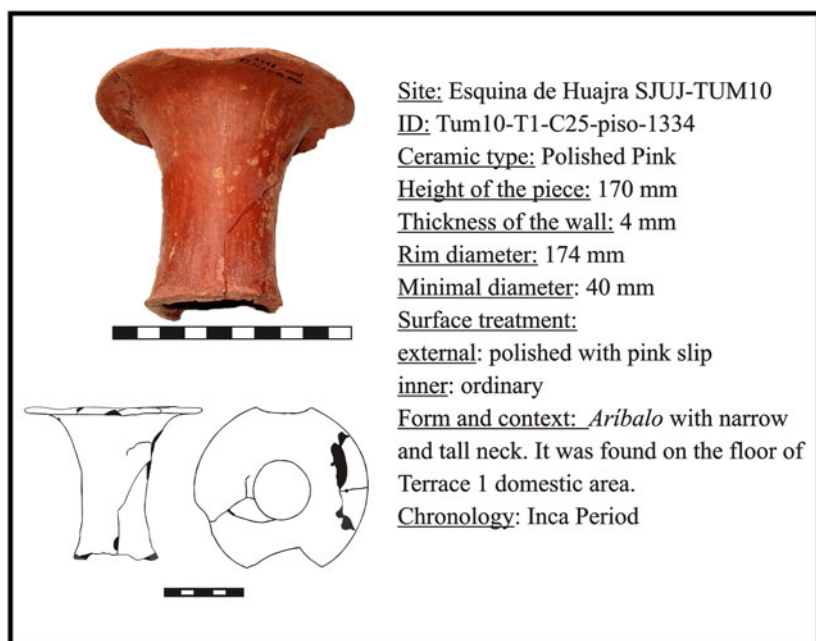 Site: Esquina de Huajra SJUJ-TUM10
ID: Tum10-T1-C25-piso-1334
Ceramic type: Polished Pink
Height of the piece: 170 mm
Thickness of the wall: 4 mm
Rim diameter: 174 mm
Minimal diameter: 40 mm
Surface treatment:
external: polished with pink slip
inner: ordinary
Form and context: Aríbalo with narrow
and tall neck. It was found on the floor of
Terrace 1 domestic area.
Chronology: Inca Period